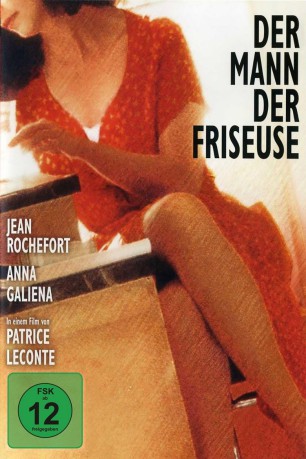 DER
MANN
DER
FRISEUSE
JEAN
ROCHEFORT
ANNA
GALIENA
In einem Film von
PATRICE
LECONTE
FSK
ab
12
freigegeben